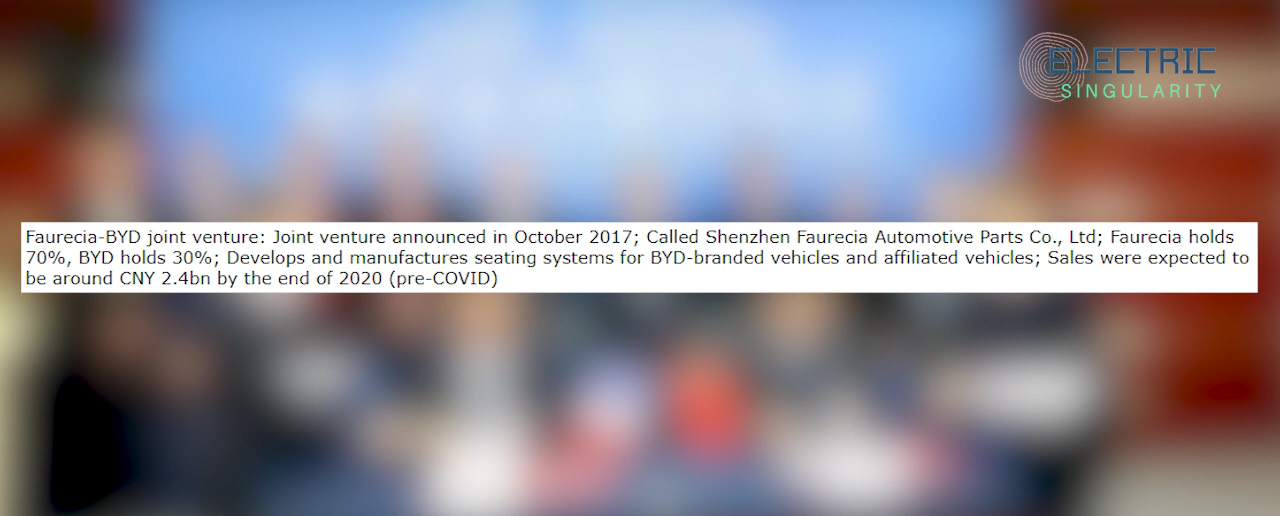 ELECTRIC
SINGULARITY
Faurecia-BYD joint venture: Joint venture announced in October 2017; Called Shenzhen Faurecia Automotive Parts Co., Ltd; Faurecia holds
70%, BYD holds 30%; Develops and manufactures seating systems for BYD-branded vehicles and affiliated vehicles; Sales were expected to
be around CNY 2.4bn by the end of 2020 (pre-COVID)